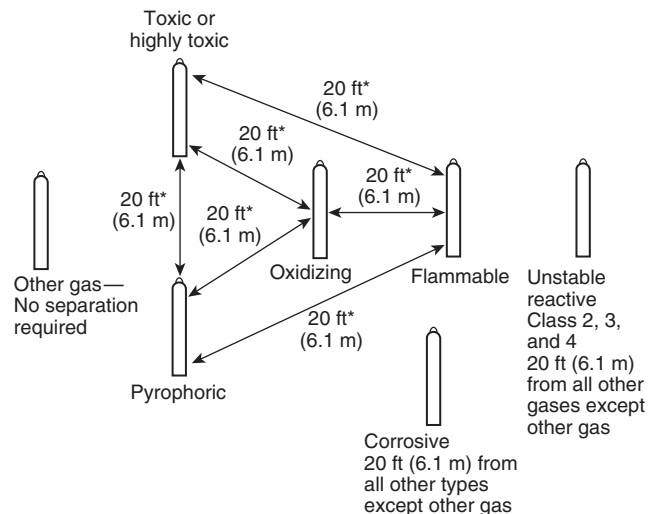 Toxic or
highly toxic
20 ft*
(6.1 m)
20 ft*
(6.1 m)
20 ft*
(6.1 m)
20 ft*
(6.1 m)
20 ft*
(6.1 m)
Other gas—
No separation
required
Oxidizing
Flammable
Unstable
reactive
Class 2, 3,
and 4
20 ft (6.1 m)
from all other
gases except
other gas
20 ft*
(6.1 m)
Pyrophoric
Corrosive
20 ft (6.1 m) from
all other types
except other gas